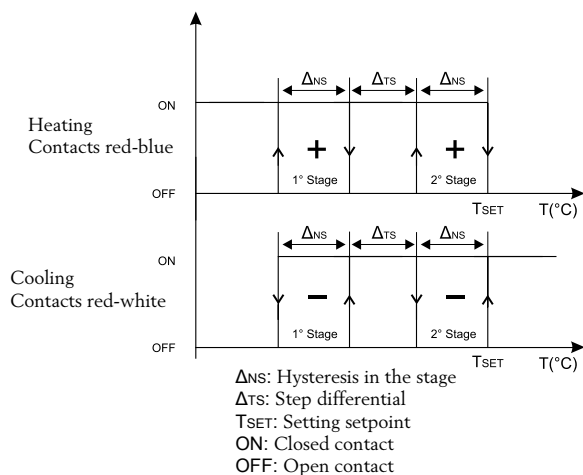 ΔNS ΔTS ΔNS
ON
Heating
Contacts red-blue
+ +
1° Stage 2° Stage
OFF
TSET T(°C)
ΔNS ΔTS ΔNS
ON
Cooling
Contacts red-white
− −
1° Stage 2° Stage
OFF
TSET T(°C)
ΔNS: Hysteresis in the stage
ΔTS: Step differential
TSET: Setting setpoint
ON: Closed contact
OFF: Open contact